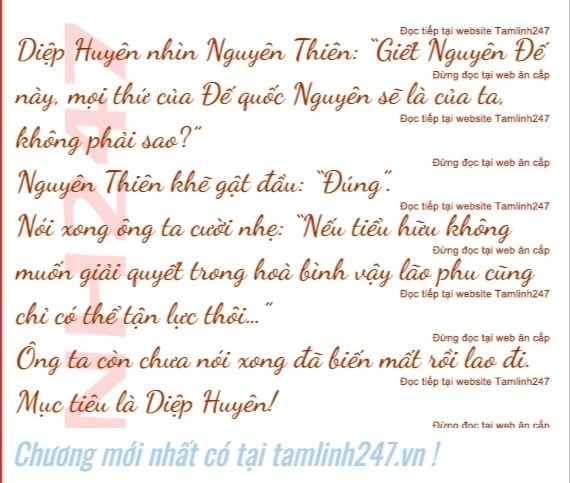 Đọc tiếp tại website Tamlinh247
Diệp Huyên nhìn Nguyên Thiên: “Giết Nguyên Đế
Đừng đọc tại web ăn cắp
này, mọi thứ của Đế quốc Nguyên sẽ là của ta,
Đọc tiếp tại website Tamlinh247
không phải sao?”
Đừng đọc tại web ăn cắp
Nguyên Thiên khẽ gật đầu: “Đúng”.
Đọc tiếp tại website Tamlinh247
Nói xong ông ta cười nhẹ: “Nếu tiểu hữu không
Đừng đọc tại web ăn cắp
muốn giải quyết trong hoà bình vậy lão phu cũng
Đọc tiếp tại website Tamlinh247
chỉ có thể tận lực thôi...”
Đừng đọc tại web ăn cắp
Ông ta còn chưa nói xong đã biến mất rồi lao đi.
Đọc tiếp tại website Tamlinh247
Mục tiêu là Diệp Huyên!
Đừng đọc tại web ăn cắp
NH247
Chương mới nhất có tại tamlinh247.vn !